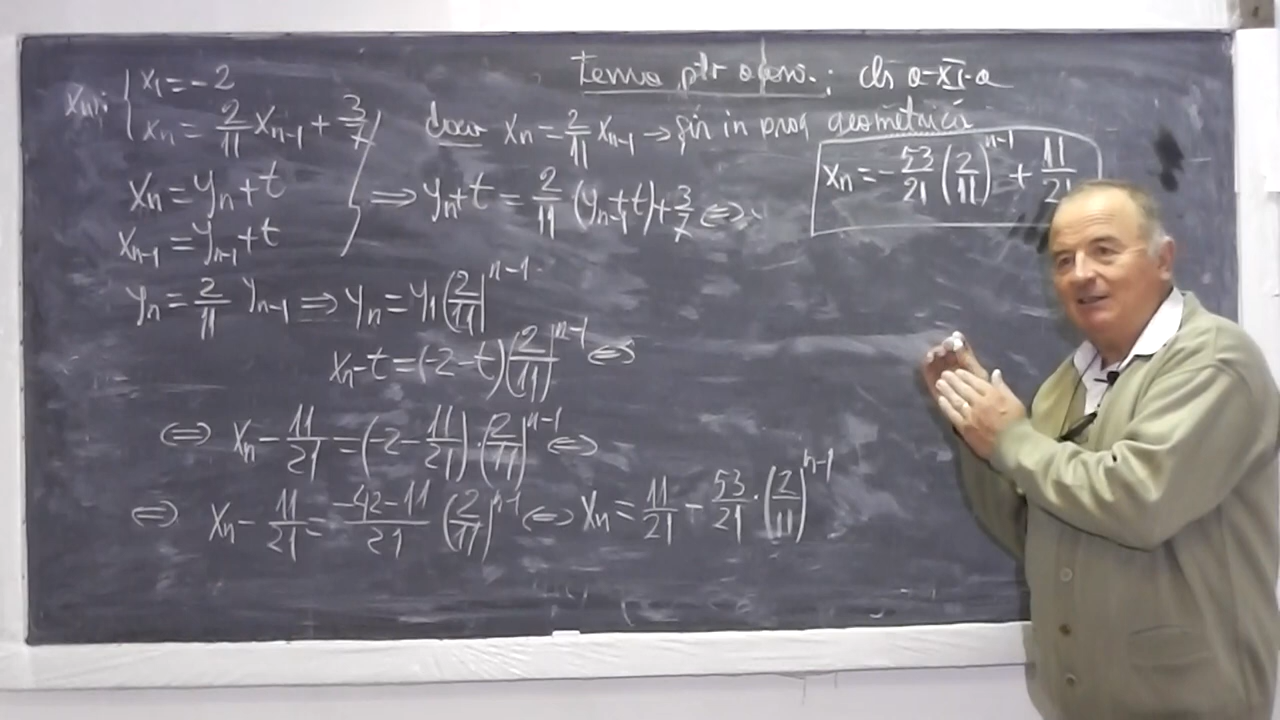 tema ptr acas. : cls a-XI-a
Xn: { x₁ = -2
xₙ = 2/11 xₙ₋₁ + 3/7
daca xₙ = 2/11 xₙ₋₁ → șir in prog geometrică
xₙ = -53/21 (2/11)ⁿ⁻¹ + 11/21
xₙ = yₙ + t
xₙ₋₁ = yₙ₋₁ + t
⟹ yₙ + t = 2/11 (yₙ₋₁ + t) + 3/7 ⟺
yₙ = 2/11 yₙ₋₁ ⟹ yₙ = y₁ (2/11)ⁿ⁻¹
xₙ - t = (-2 - t) (2/11)ⁿ⁻¹ ⟺
⟺ xₙ - 11/21 = (-2 - 11/21) · (2/11)ⁿ⁻¹ ⟺
⟺ xₙ - 11/21 = -42-11/21 (2/11)ⁿ⁻¹ ⟺ xₙ = 11/21 - 53/21 · (2/11)ⁿ⁻¹